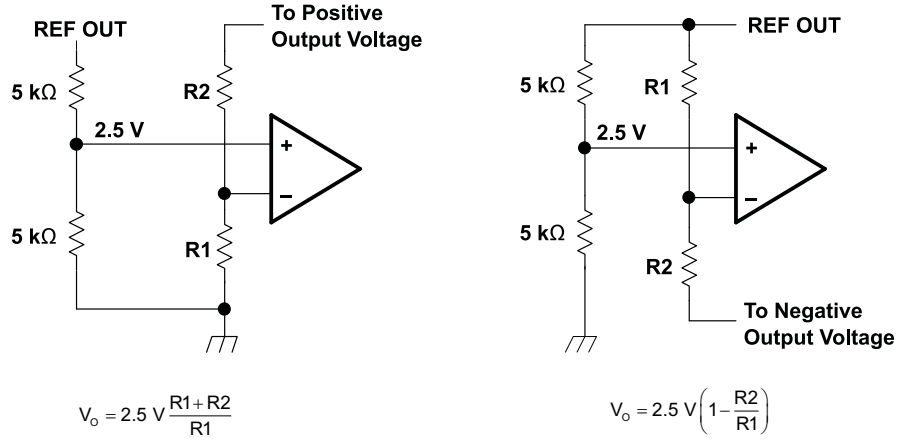 REF OUT
5 kΩ
2.5 V
5 kΩ
To Positive
Output Voltage
R2
+
−
R1
V_O = 2.5 V (R1 + R2)/R1
REF OUT
5 kΩ
R1
2.5 V
+
−
5 kΩ
R2
To Negative
Output Voltage
V_O = 2.5 V (1 − R2/R1)